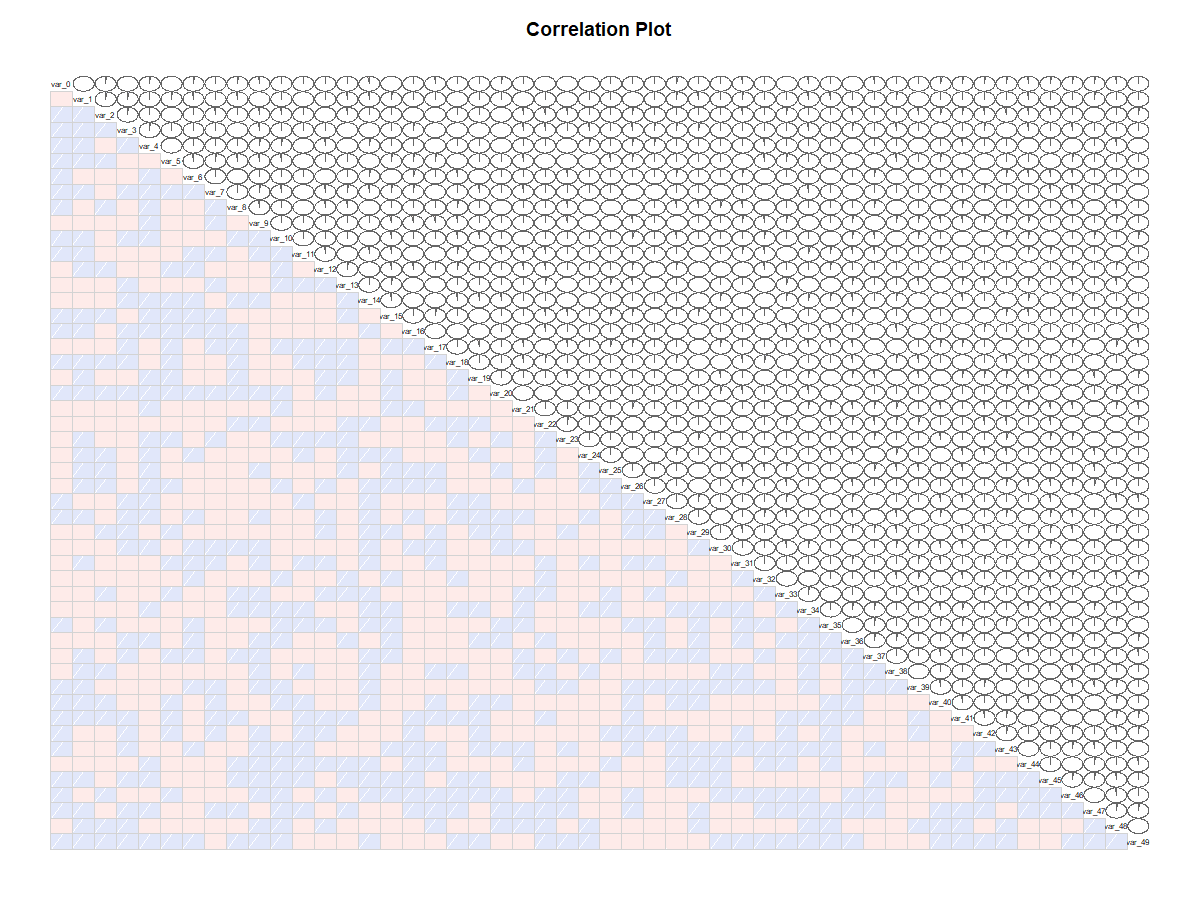 Correlation Plot
var_0
var_1
var_2
var_3
var_4
var_5
var_6
var_7
var_8
var_9
var_10
var_11
var_12
var_13
var_14
var_15
var_16
var_17
var_18
var_19
var_20
var_21
var_22
var_23
var_24
var_25
var_26
var_27
var_28
var_29
var_30
var_31
var_32
var_33
var_34
var_35
var_36
var_37
var_38
var_39
var_40
var_41
var_42
var_43
var_44
var_45
var_46
var_47
var_48
var_49